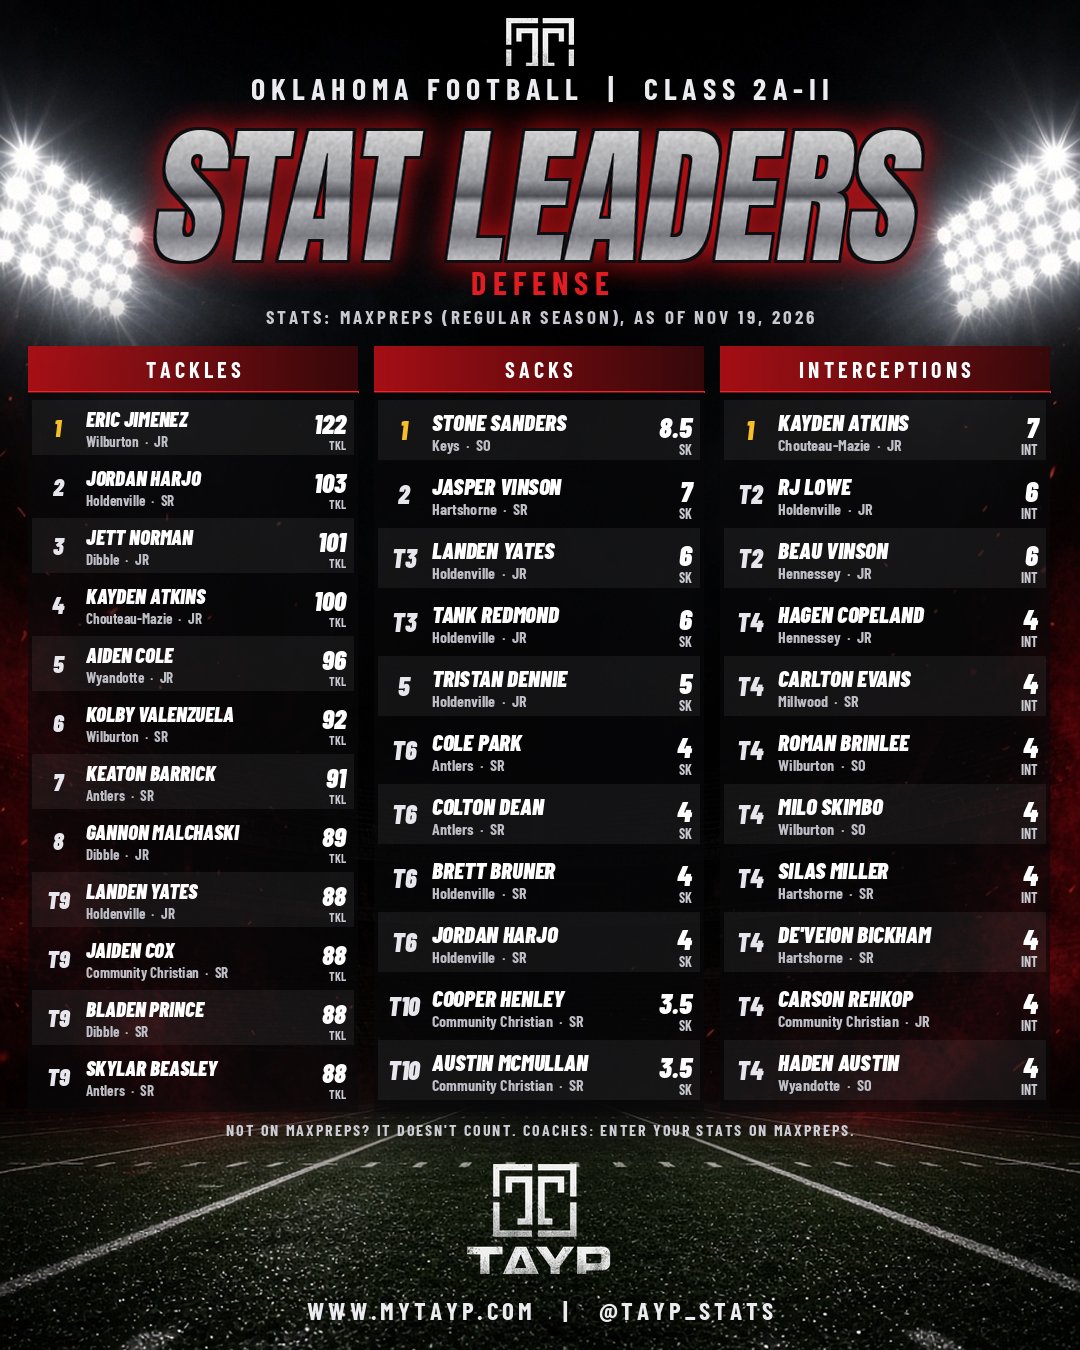 OKLAHOMA FOOTBALL | CLASS 2A-II
STAT LEADERS
DEFENSE
STATS: MAXPREPS (REGULAR SEASON), AS OF NOV 19, 2026
TACKLES
1 ERIC JIMENEZ 122
Wilburton · JR TKL
2 JORDAN HARJO 103
Holdenville · SR TKL
3 JETT NORMAN 101
Dibble · JR TKL
4 KAYDEN ATKINS 100
Chouteau-Mazie · JR TKL
5 AIDEN COLE 96
Wyandotte · JR TKL
6 KOLBY VALENZUELA 92
Wilburton · SR TKL
7 KEATON BARRICK 91
Antlers · SR TKL
8 GANNON MALCHASKI 89
Dibble · JR TKL
T9 LANDEN YATES 88
Holdenville · JR TKL
T9 JAIDEN COX 88
Community Christian · SR TKL
T9 BLADEN PRINCE 88
Dibble · SR TKL
T9 SKYLAR BEASLEY 88
Antlers · SR TKL
SACKS
1 STONE SANDERS 8.5
Keys · SO SK
2 JASPER VINSON 7
Hartshorne · SR SK
T3 LANDEN YATES 6
Holdenville · JR SK
T3 TANK REDMOND 6
Holdenville · JR SK
5 TRISTAN DENNIE 5
Holdenville · JR SK
T6 COLE PARK 4
Antlers · SR SK
T6 COLTON DEAN 4
Antlers · SR SK
T6 BRETT BRUNER 4
Holdenville · SR SK
T6 JORDAN HARJO 4
Holdenville · SR SK
T10 COOPER HENLEY 3.5
Community Christian · SR SK
T10 AUSTIN MCMULLAN 3.5
Community Christian · SR SK
INTERCEPTIONS
1 KAYDEN ATKINS 7
Chouteau-Mazie · JR INT
T2 RJ LOWE 6
Holdenville · JR INT
T2 BEAU VINSON 6
Hennessey · JR INT
T4 HAGEN COPELAND 4
Hennessey · JR INT
T4 CARLTON EVANS 4
Millwood · SR INT
T4 ROMAN BRINLEE 4
Wilburton · SO INT
T4 MILO SKIMBO 4
Wilburton · SO INT
T4 SILAS MILLER 4
Hartshorne · SR INT
T4 DE'VEION BICKHAM 4
Hartshorne · SR INT
T4 CARSON REHKOP 4
Community Christian · JR INT
T4 HADEN AUSTIN 4
Wyandotte · SO INT
NOT ON MAXPREPS? IT DOESN'T COUNT. COACHES: ENTER YOUR STATS ON MAXPREPS.
TAYP
WWW.MYTAYP.COM | @TAYP_STATS